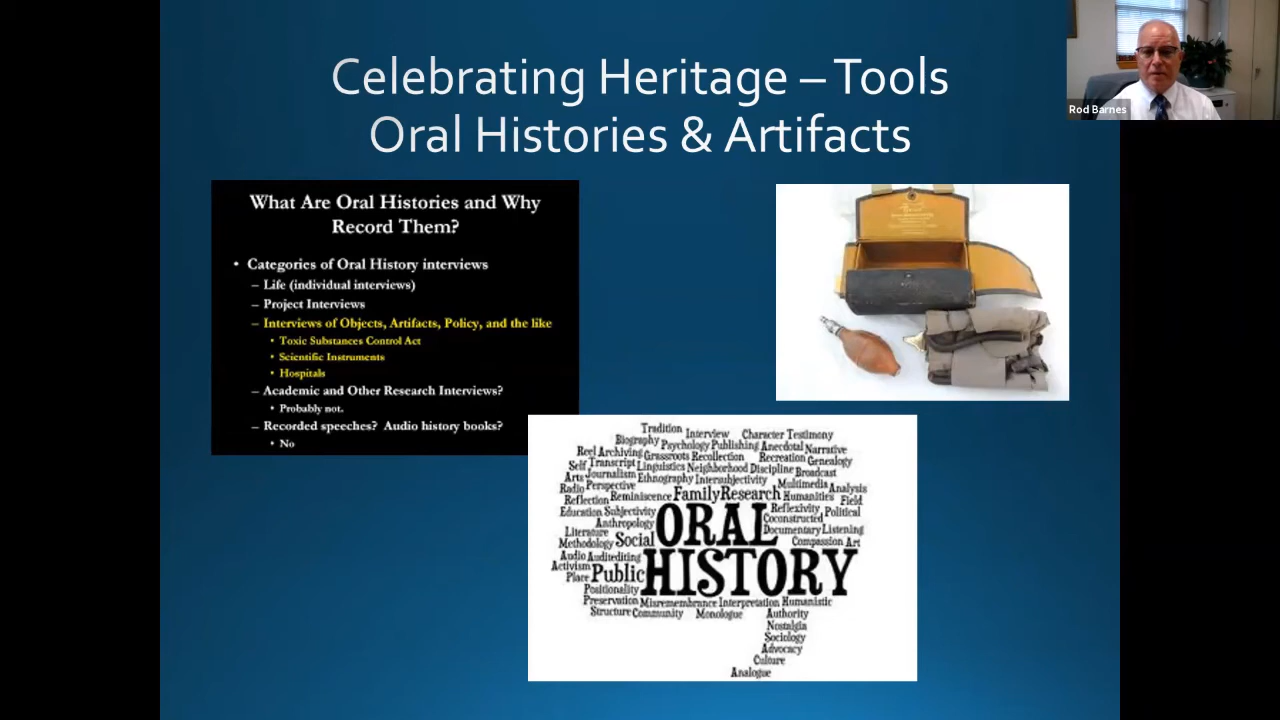 Celebrating Heritage – Tools
Oral Histories & Artifacts
Rod Barnes
What Are Oral Histories and Why
Record Them?
• Categories of Oral History interviews
– Life (individual interviews)
– Project Interviews
– Interviews of Objects, Artifacts, Policy, and the like
• Toxic Substances Control Act
• Scientific Instruments
• Hospitals
– Academic and Other Research Interviews?
• Probably not.
– Recorded speeches? Audio history books?
• No
Tradition Interview Character Testimony
Biography Psychology Publishing Anecdotal Narrative
Reel Archiving Grassroots Recollection Recreation Genealogy
Self Transcript Linguistics Neighborhood Discipline Broadcast
Arts Journalism Ethnography Intersubjectivity Multimedia Analysis
Radio Perspective
Reflection Reminiscence Family Research Humanities Field
Education Subjectivity ORAL Reflexivity Political
Anthropology Coconstructed
Literature Documentary Listening
Methodology Social Compassion Art
Audio Auditediting
Activism Public HISTORY
Place
Positionality
Preservation Misremembrance Interpretation Humanistic
Structure Community Monologue Authority
Nostalgia
Sociology
Advocacy
Culture
Analogue